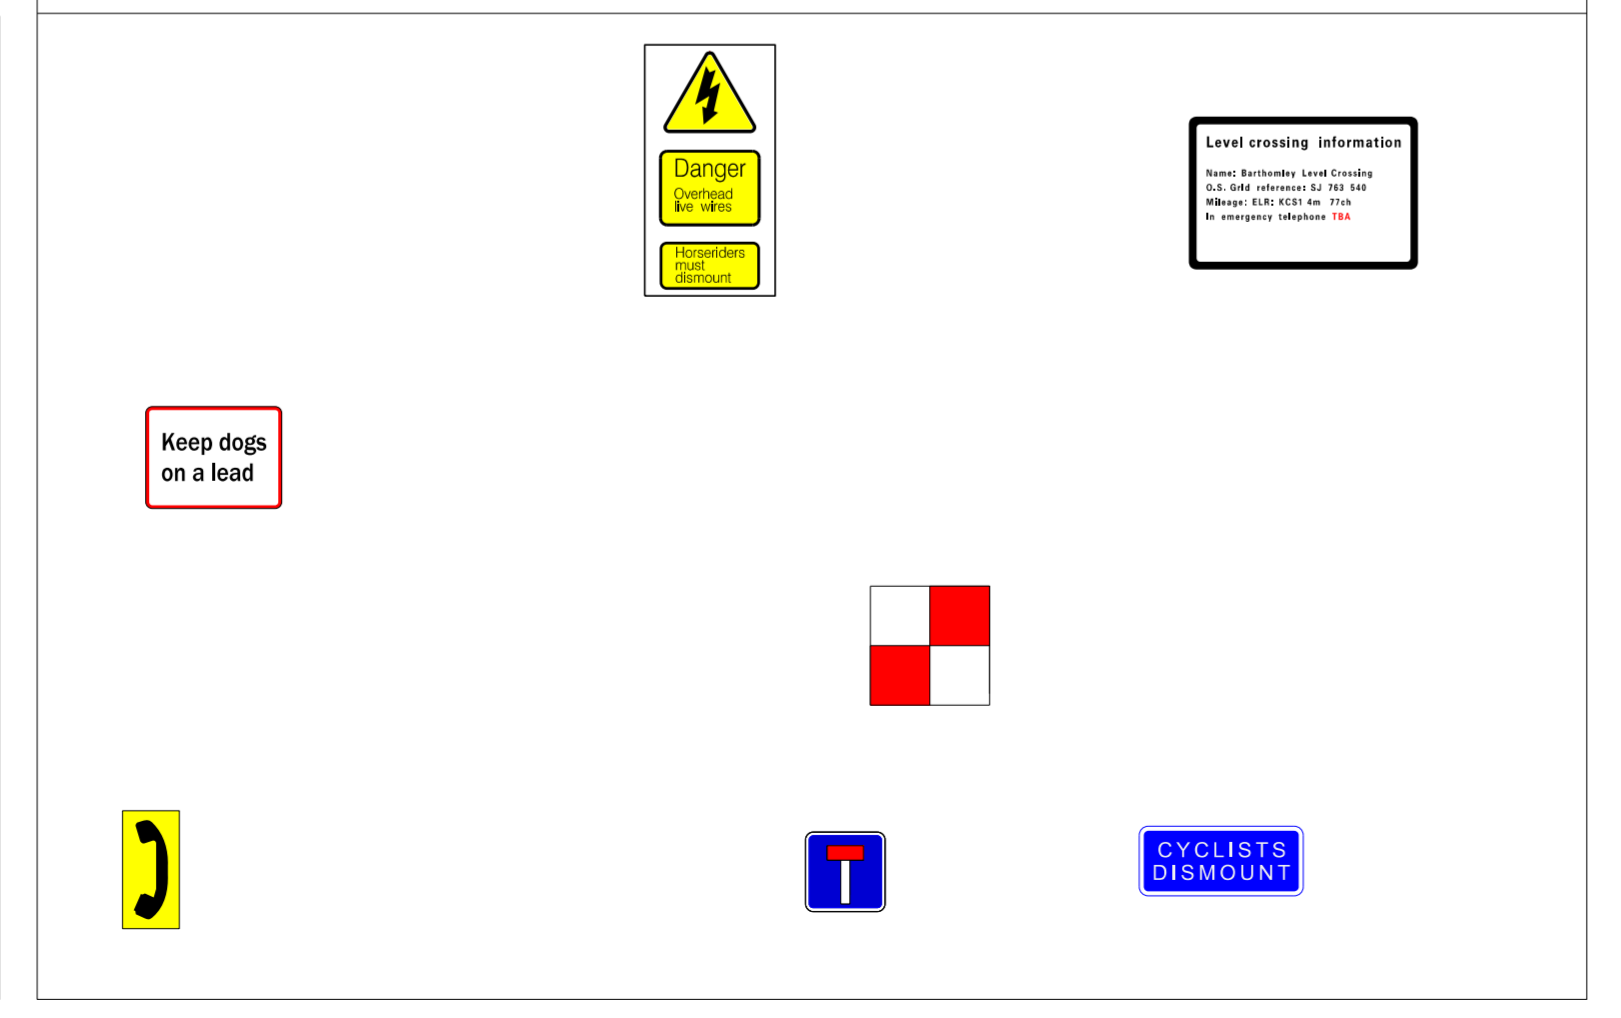 Danger
Overhead
live wires
Horseriders
must
dismount
Level crossing information
Name: Barthomley Level Crossing
O.S. Grid reference: SJ 763 540
Mileage: ELR: KCS1 4m 77ch
In emergency telephone TBA
Keep dogs
on a lead
CYCLISTS
DISMOUNT